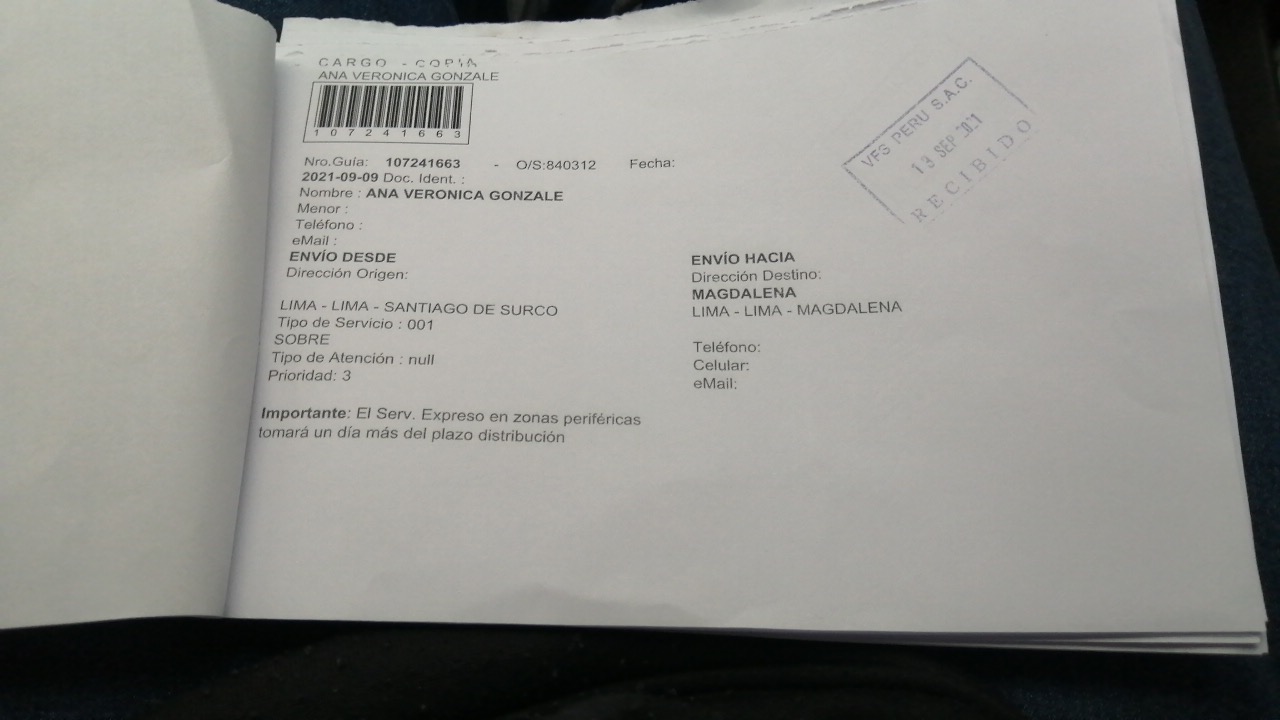 CARGO - COPIA
ANA VERONICA GONZALE
107241663
Nro.Guía: 107241663 - O/S:840312 Fecha:
2021-09-09 Doc. Ident. :
Nombre : ANA VERONICA GONZALE
Menor :
Teléfono :
eMail :
ENVÍO DESDE
Dirección Origen:
LIMA - LIMA - SANTIAGO DE SURCO
Tipo de Servicio : 001
SOBRE
Tipo de Atención : null
Prioridad: 3
Importante: El Serv. Expreso en zonas periféricas
tomará un día más del plazo distribución
ENVÍO HACIA
Dirección Destino:
MAGDALENA
LIMA - LIMA - MAGDALENA
Teléfono:
Celular:
eMail:
VFS PERU S.A.C.
13 SEP 2021
RECIBIDO